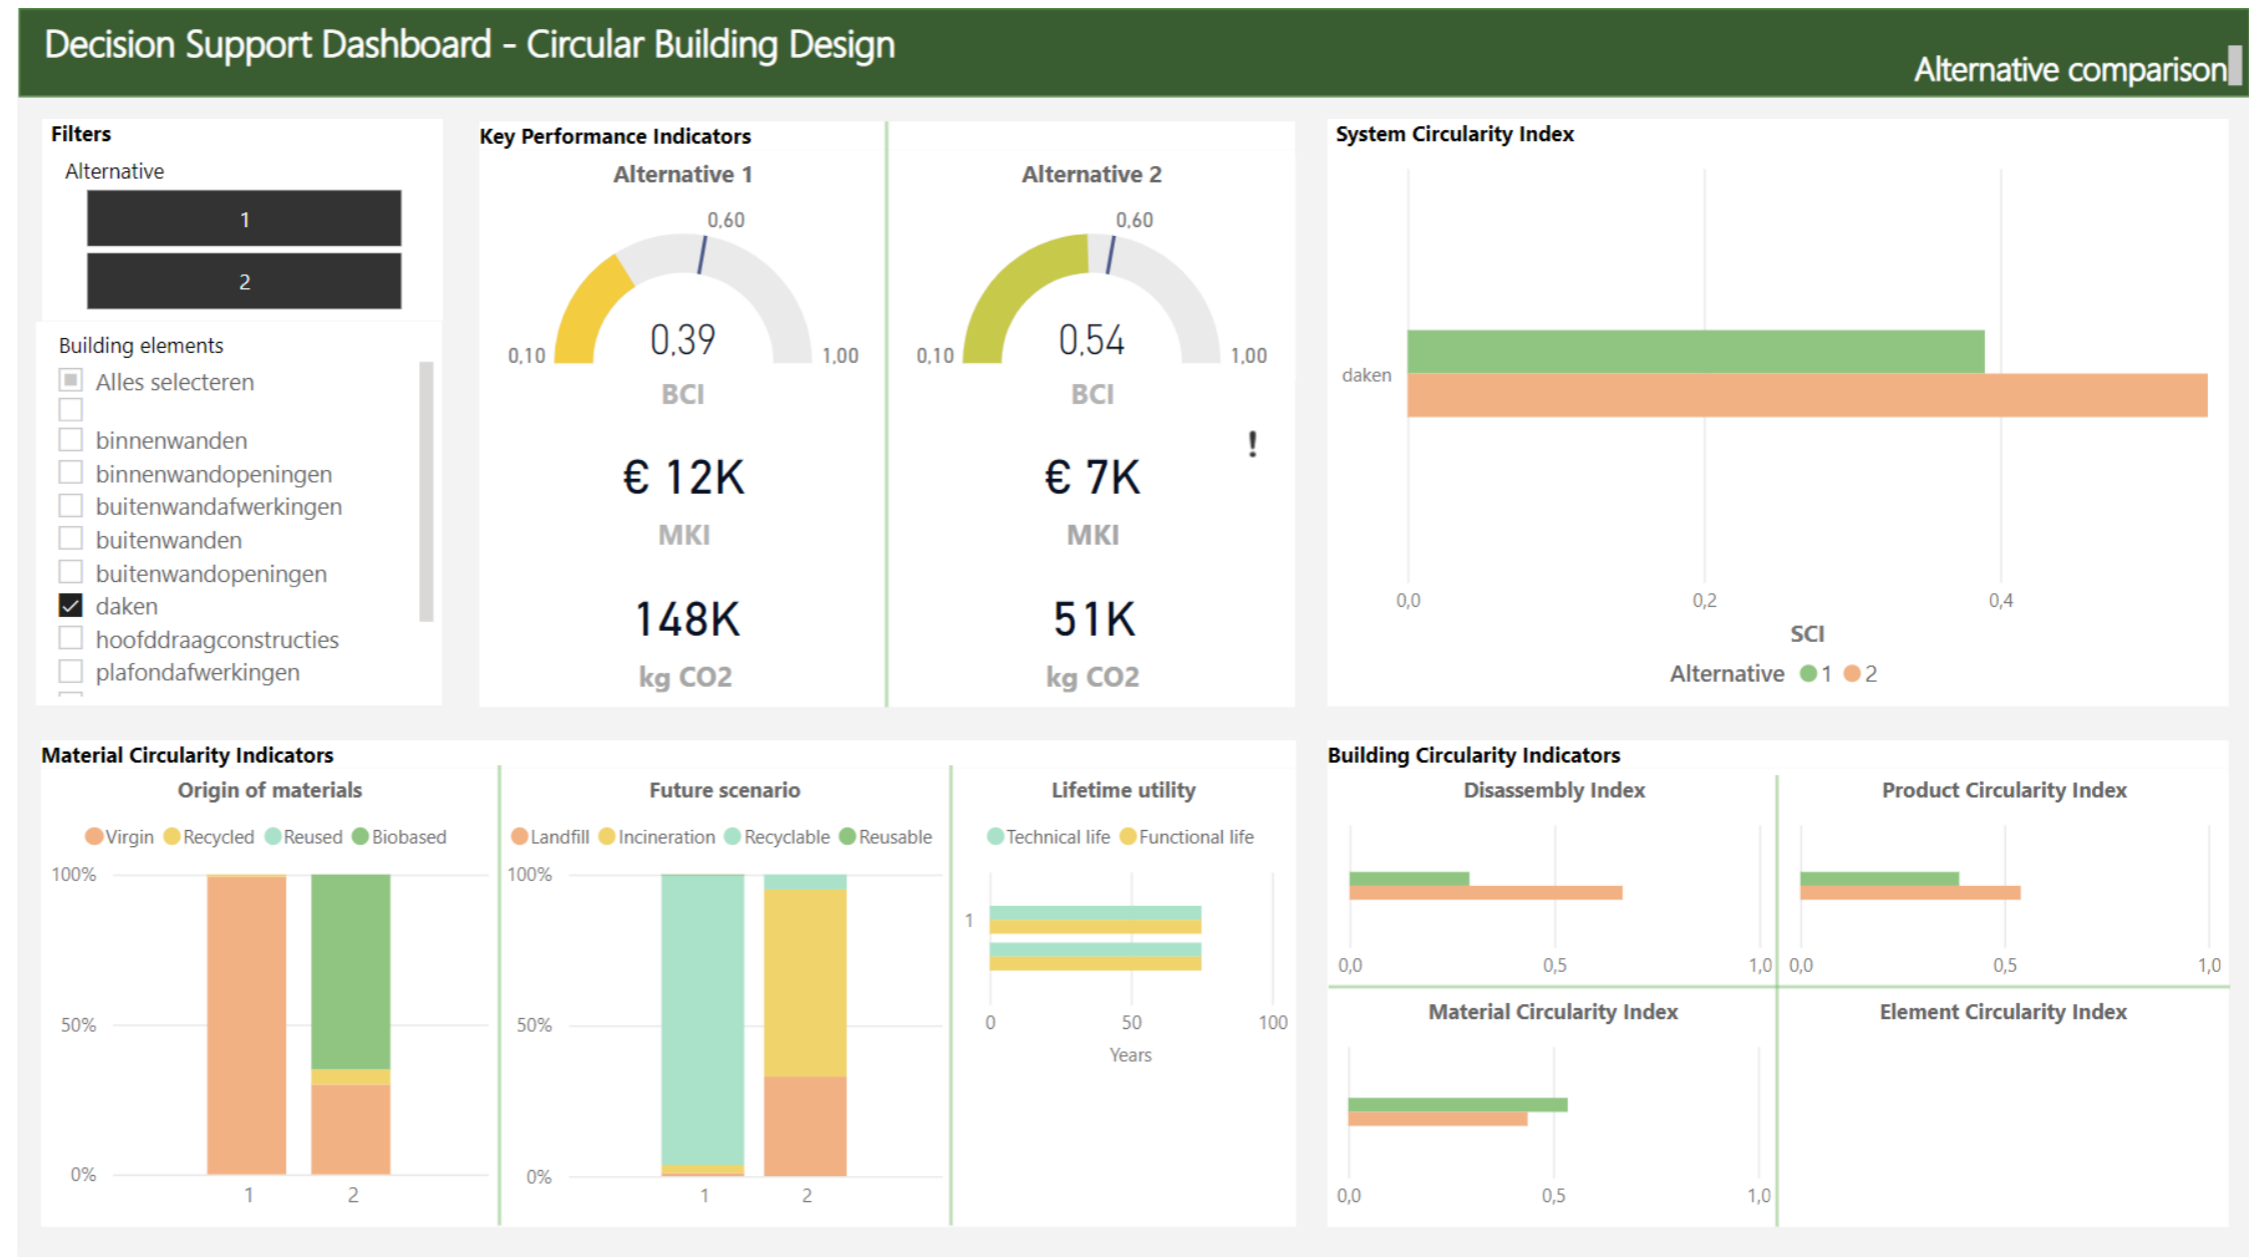 Decision Support Dashboard - Circular Building Design
Alternative comparison
Filters
Alternative
1
2
Building elements
Alles selecteren
binnenwanden
binnenwandopeningen
buitenwandafwerkingen
buitenwanden
buitenwandopeningen
daken
hoofddraagconstructies
plafondafwerkingen
Key Performance Indicators
Alternative 1
0,60
0,10
0,39
1,00
BCI
€ 12K
MKI
148K
kg CO2
Alternative 2
0,60
0,10
0,54
1,00
BCI
!
€ 7K
MKI
51K
kg CO2
System Circularity Index
daken
0,0 0,2 0,4
SCI
Alternative 1 2
Material Circularity Indicators
Origin of materials
Virgin Recycled Reused Biobased
100%
50%
0%
1 2
Future scenario
Landfill Incineration Recyclable Reusable
100%
50%
0%
1 2
Lifetime utility
Technical life Functional life
1
0 50 100
Years
Building Circularity Indicators
Disassembly Index
0,0 0,5 1,0
Product Circularity Index
0,0 0,5 1,0
Material Circularity Index
0,0 0,5 1,0
Element Circularity Index